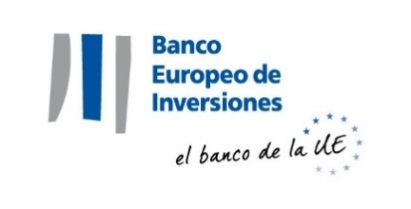 Banco
Europeo de
Inversiones
el banco de la UE